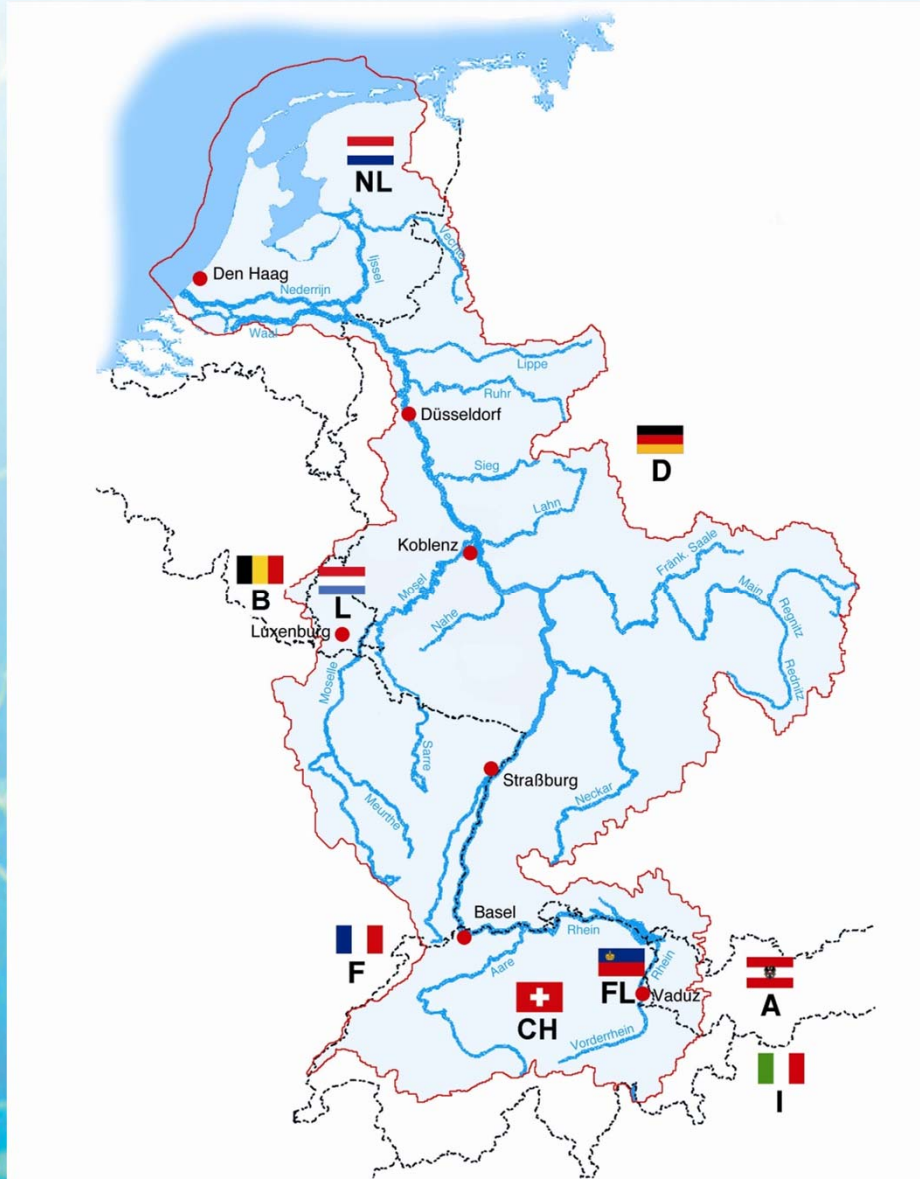 NL
Den Haag
Vechte
Ijssel
Nederrijn
Waal
Lippe
Ruhr
Düsseldorf
D
Sieg
Lahn
Koblenz
Fränk. Saale
Mosel
Main
B
L
Regnitz
Nahe
Luxenburg
Moselle
Rednitz
Sarre
Straßburg
Neckar
Meurthe
Basel
Rhein
F
Aare
Rhein
FL
Vaduz
A
CH
Vorderrhein
I